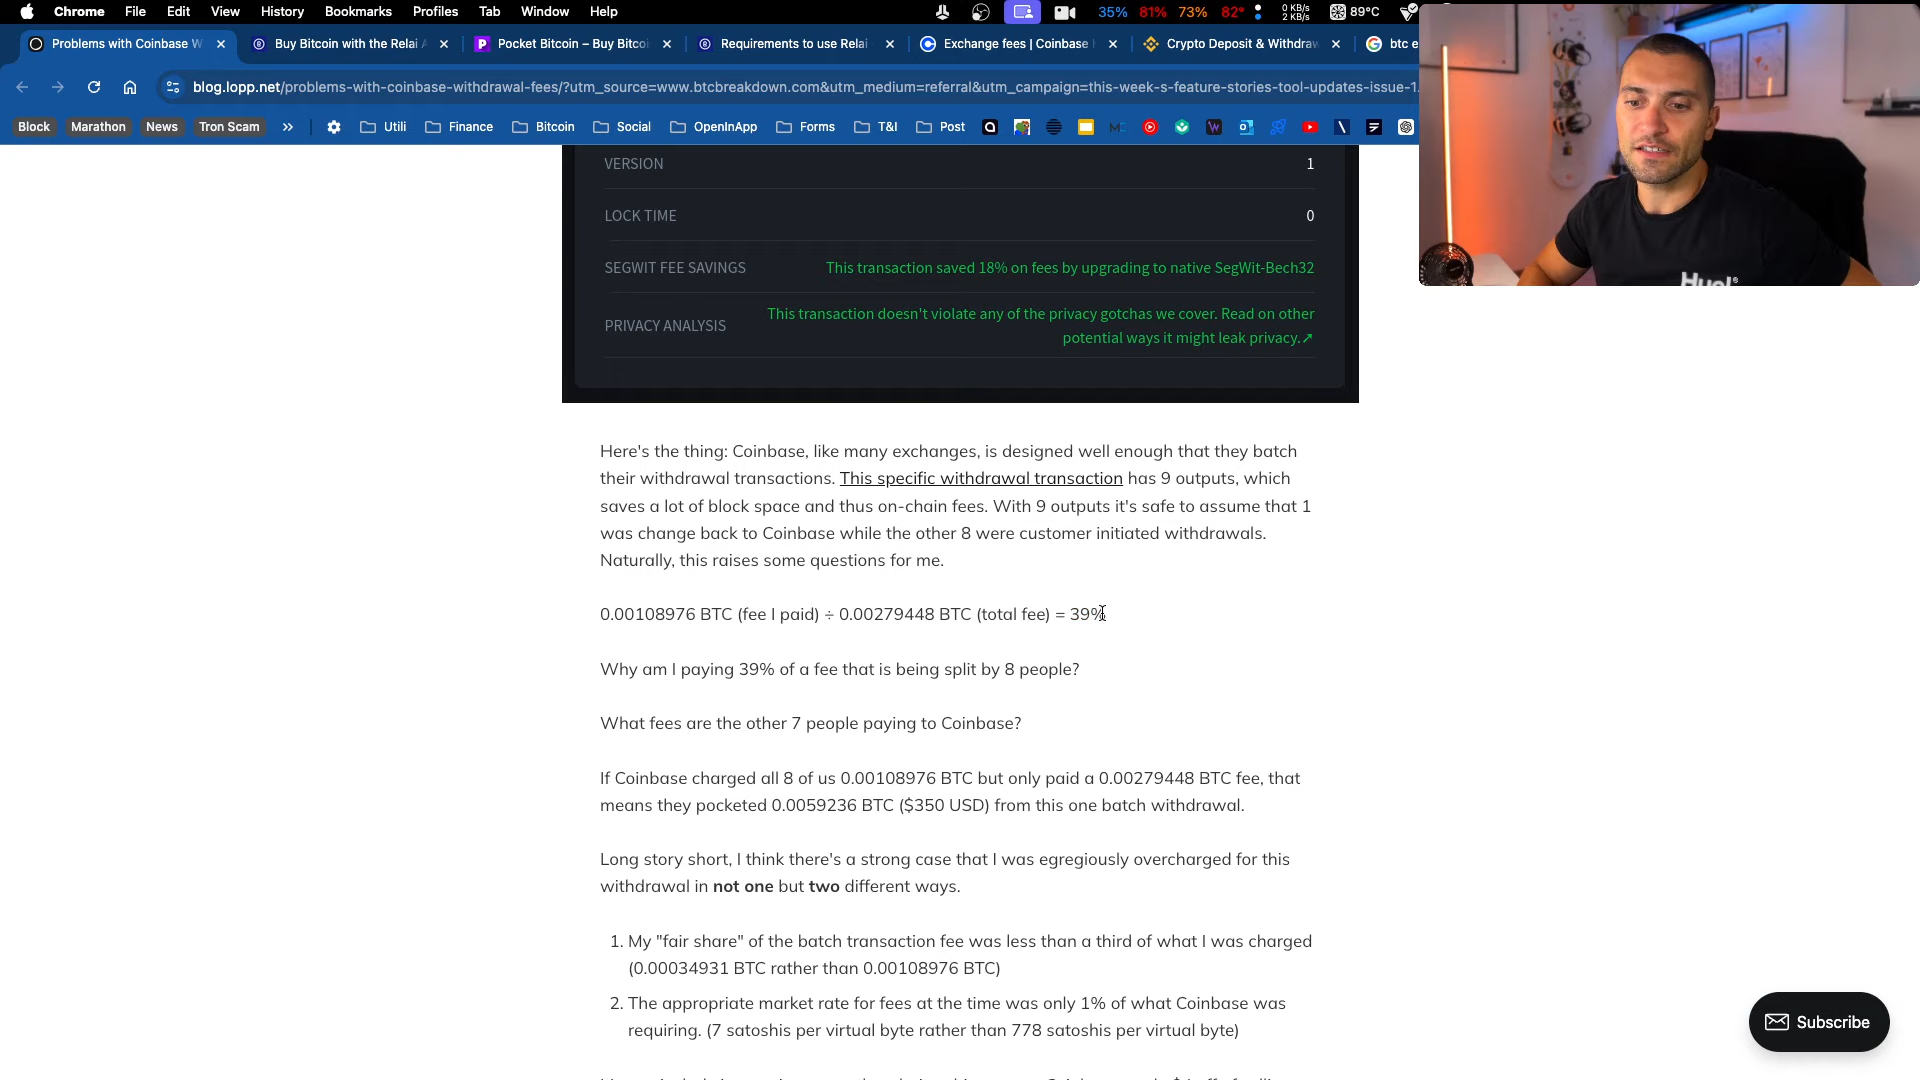 Chrome File Edit View History Bookmarks Profiles Tab Window Help
35% 81% 73% 82° 0 KB/s 2 KB/s 89°C
Problems with Coinbase W
Buy Bitcoin with the Relai
Pocket Bitcoin – Buy Bitco
Requirements to use Relai
Exchange fees | Coinbase
Crypto Deposit & Withdraw
btc e
blog.lopp.net/problems-with-coinbase-withdrawal-fees/?utm_source=www.btcbreakdown.com&utm_medium=referral&utm_campaign=this-week-s-feature-stories-tool-updates-issue-1
Block Marathon News Tron Scam » Utili Finance Bitcoin Social OpenInApp Forms T&I Post
VERSION 1
LOCK TIME 0
SEGWIT FEE SAVINGS This transaction saved 18% on fees by upgrading to native SegWit-Bech32
PRIVACY ANALYSIS This transaction doesn't violate any of the privacy gotchas we cover. Read on other
potential ways it might leak privacy.↗
Huel®
Here's the thing: Coinbase, like many exchanges, is designed well enough that they batch
their withdrawal transactions. This specific withdrawal transaction has 9 outputs, which
saves a lot of block space and thus on-chain fees. With 9 outputs it's safe to assume that 1
was change back to Coinbase while the other 8 were customer initiated withdrawals.
Naturally, this raises some questions for me.
0.00108976 BTC (fee I paid) ÷ 0.00279448 BTC (total fee) = 39%
Why am I paying 39% of a fee that is being split by 8 people?
What fees are the other 7 people paying to Coinbase?
If Coinbase charged all 8 of us 0.00108976 BTC but only paid a 0.00279448 BTC fee, that
means they pocketed 0.0059236 BTC ($350 USD) from this one batch withdrawal.
Long story short, I think there's a strong case that I was egregiously overcharged for this
withdrawal in not one but two different ways.
1. My "fair share" of the batch transaction fee was less than a third of what I was charged
(0.00034931 BTC rather than 0.00108976 BTC)
2. The appropriate market rate for fees at the time was only 1% of what Coinbase was
requiring. (7 satoshis per virtual byte rather than 778 satoshis per virtual byte)
Subscribe